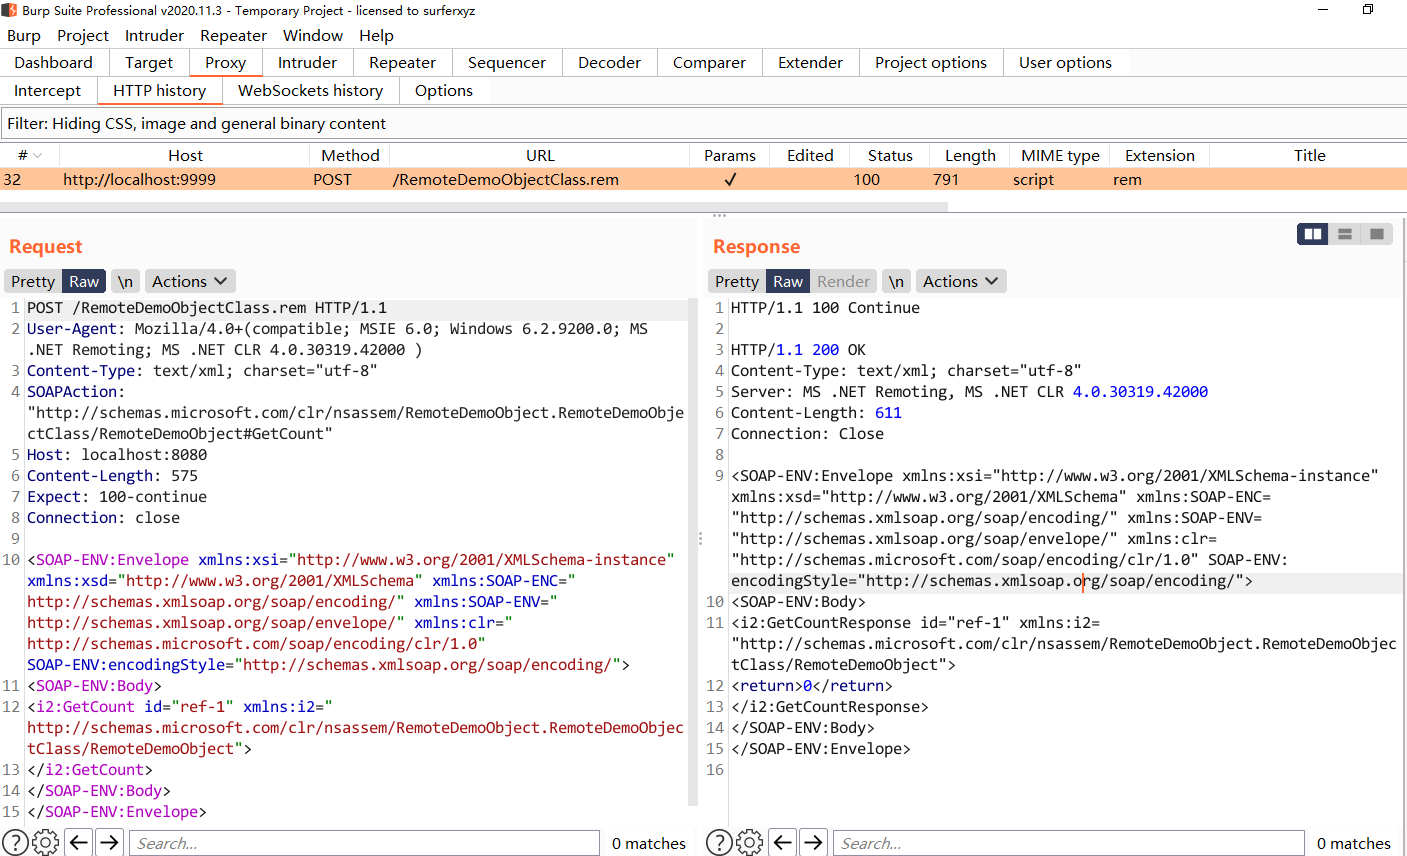 Burp Suite Professional v2020.11.3 - Temporary Project - licensed to surferxyz
Burp Project Intruder Repeater Window Help
Dashboard Target Proxy Intruder Repeater Sequencer Decoder Comparer Extender Project options User options
Intercept HTTP history WebSockets history Options
Filter: Hiding CSS, image and general binary content
# Host Method URL Params Edited Status Length MIME type Extension Title
32 http://localhost:9999 POST /RemoteDemoObjectClass.rem ✓ 100 791 script rem
Request
Pretty Raw \n Actions
1 POST /RemoteDemoObjectClass.rem HTTP/1.1
2 User-Agent: Mozilla/4.0+(compatible; MSIE 6.0; Windows 6.2.9200.0; MS
.NET Remoting; MS .NET CLR 4.0.30319.42000 )
3 Content-Type: text/xml; charset="utf-8"
4 SOAPAction:
"http://schemas.microsoft.com/clr/nsassem/RemoteDemoObject.RemoteDemoObje
ctClass/RemoteDemoObject#GetCount"
5 Host: localhost:8080
6 Content-Length: 575
7 Expect: 100-continue
8 Connection: close
9
10 <SOAP-ENV:Envelope xmlns:xsi="http://www.w3.org/2001/XMLSchema-instance"
xmlns:xsd="http://www.w3.org/2001/XMLSchema" xmlns:SOAP-ENC="
http://schemas.xmlsoap.org/soap/encoding/" xmlns:SOAP-ENV="
http://schemas.xmlsoap.org/soap/envelope/" xmlns:clr="
http://schemas.microsoft.com/soap/encoding/clr/1.0"
SOAP-ENV:encodingStyle="http://schemas.xmlsoap.org/soap/encoding/">
11 <SOAP-ENV:Body>
12 <i2:GetCount id="ref-1" xmlns:i2="
http://schemas.microsoft.com/clr/nsassem/RemoteDemoObject.RemoteDemoObjec
tClass/RemoteDemoObject">
13 </i2:GetCount>
14 </SOAP-ENV:Body>
15 </SOAP-ENV:Envelope>
Search... 0 matches
Response
Pretty Raw Render \n Actions
1 HTTP/1.1 100 Continue
2
3 HTTP/1.1 200 OK
4 Content-Type: text/xml; charset="utf-8"
5 Server: MS .NET Remoting, MS .NET CLR 4.0.30319.42000
6 Content-Length: 611
7 Connection: Close
8
9 <SOAP-ENV:Envelope xmlns:xsi="http://www.w3.org/2001/XMLSchema-instance"
xmlns:xsd="http://www.w3.org/2001/XMLSchema" xmlns:SOAP-ENC=
"http://schemas.xmlsoap.org/soap/encoding/" xmlns:SOAP-ENV=
"http://schemas.xmlsoap.org/soap/envelope/" xmlns:clr=
"http://schemas.microsoft.com/soap/encoding/clr/1.0" SOAP-ENV:
encodingStyle="http://schemas.xmlsoap.org/soap/encoding/">
10 <SOAP-ENV:Body>
11 <i2:GetCountResponse id="ref-1" xmlns:i2=
"http://schemas.microsoft.com/clr/nsassem/RemoteDemoObject.RemoteDemoObjec
tClass/RemoteDemoObject">
12 <return>0</return>
13 </i2:GetCountResponse>
14 </SOAP-ENV:Body>
15 </SOAP-ENV:Envelope>
16
Search... 0 matches